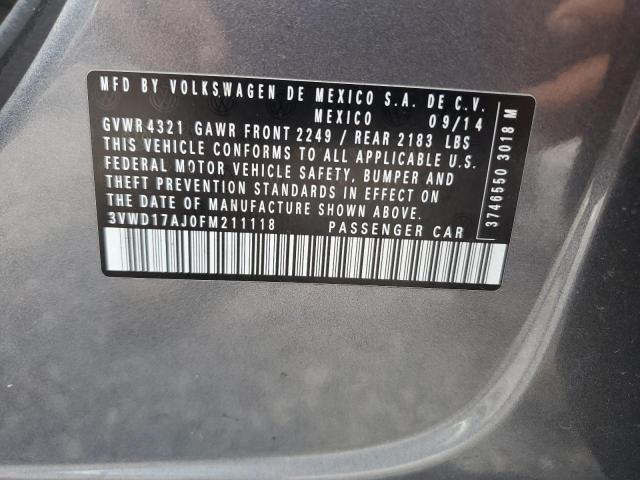 MFD BY VOLKSWAGEN DE MEXICO S.A. DE C.V.
MEXICO 09/14
GVWR 4321 GAWR FRONT 2249 / REAR 2183 LBS
THIS VEHICLE CONFORMS TO ALL APPLICABLE U.S.
FEDERAL MOTOR VEHICLE SAFETY, BUMPER AND
THEFT PREVENTION STANDARDS IN EFFECT ON
THE DATE OF MANUFACTURE SHOWN ABOVE.
3VWD17AJ0FM211118 PASSENGER CAR
3746550 3018 M